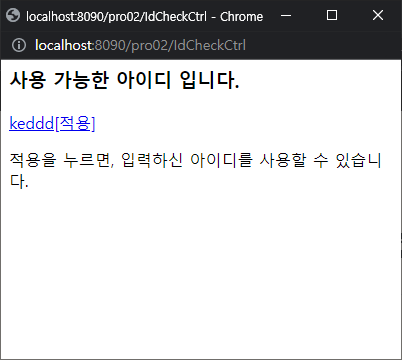 localhost:8090/pro02/IdCheckCtrl - Chrome
localhost:8090/pro02/IdCheckCtrl
사용 가능한 아이디 입니다.
keddd[적용]
적용을 누르면, 입력하신 아이디를 사용할 수 있습니
다.